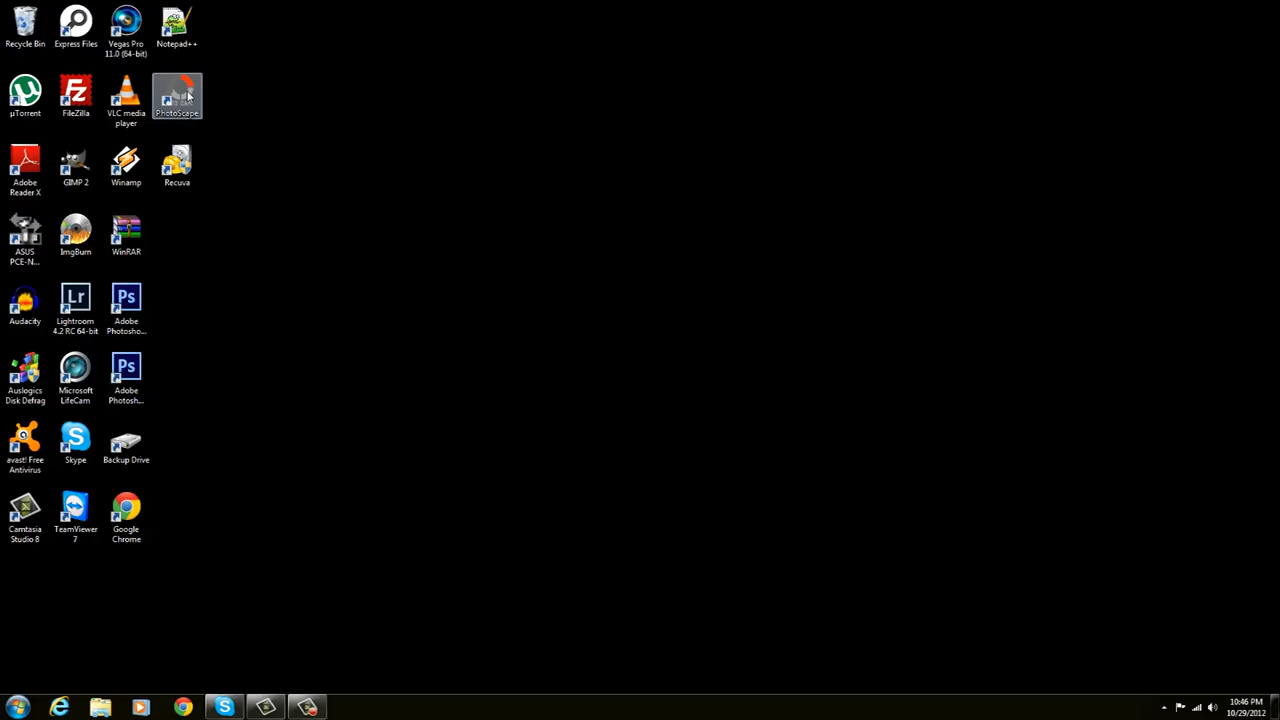 Recycle Bin
Express Files
Vegas Pro
11.0 (64-bit)
Notepad++
µTorrent
FileZilla
VLC media
player
PhotoScape
Adobe
Reader X
GIMP 2
Winamp
Recuva
ASUS
PCE-N...
ImgBurn
WinRAR
Audacity
Lr
Lightroom
4.2 RC 64-bit
Ps
Adobe
Photosho...
Auslogics
Disk Defrag
Microsoft
LifeCam
Ps
Adobe
Photosh...
avast! Free
Antivirus
Skype
Backup Drive
Camtasia
Studio 8
TeamViewer
7
Google
Chrome
10:46 PM
10/29/2012